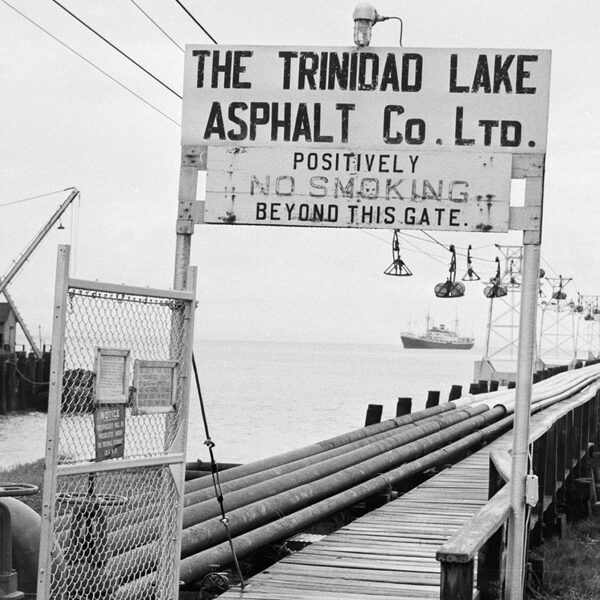 THE TRINIDAD LAKE
ASPHALT Co. LTD.
POSITIVELY
NO SMOKING
BEYOND THIS GATE.
NOTICE